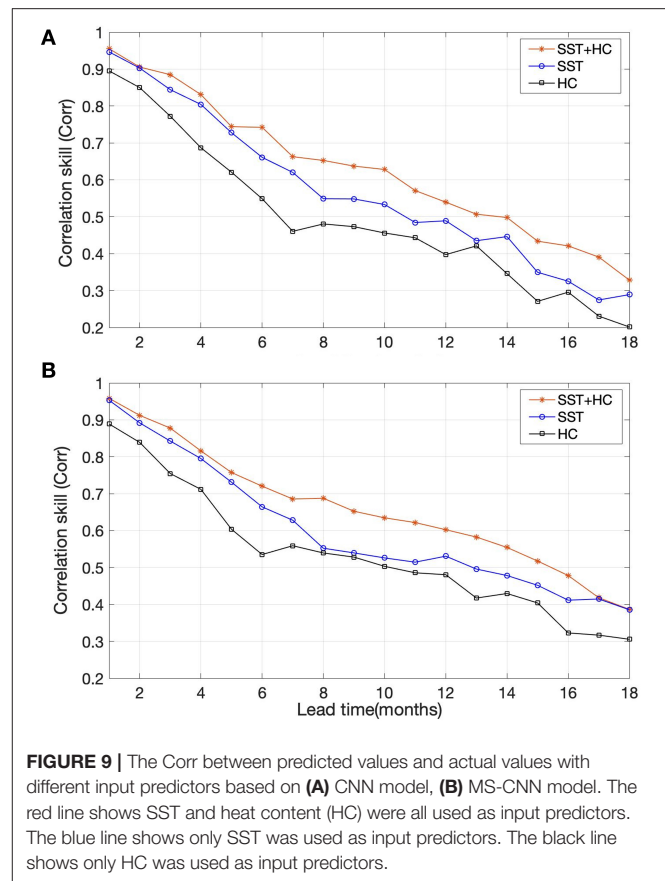 A
1
0.9
0.8
0.7
0.6
0.5
0.4
0.3
0.2
Correlation skill (Corr)
SST+HC
SST
HC
2 4 6 8 10 12 14 16 18
B
1
0.9
0.8
0.7
0.6
0.5
0.4
0.3
0.2
Correlation skill (Corr)
SST+HC
SST
HC
2 4 6 8 10 12 14 16 18
Lead time(months)
FIGURE 9 | The Corr between predicted values and actual values with
different input predictors based on (A) CNN model, (B) MS-CNN model. The
red line shows SST and heat content (HC) were all used as input predictors.
The blue line shows only SST was used as input predictors. The black line
shows only HC was used as input predictors.